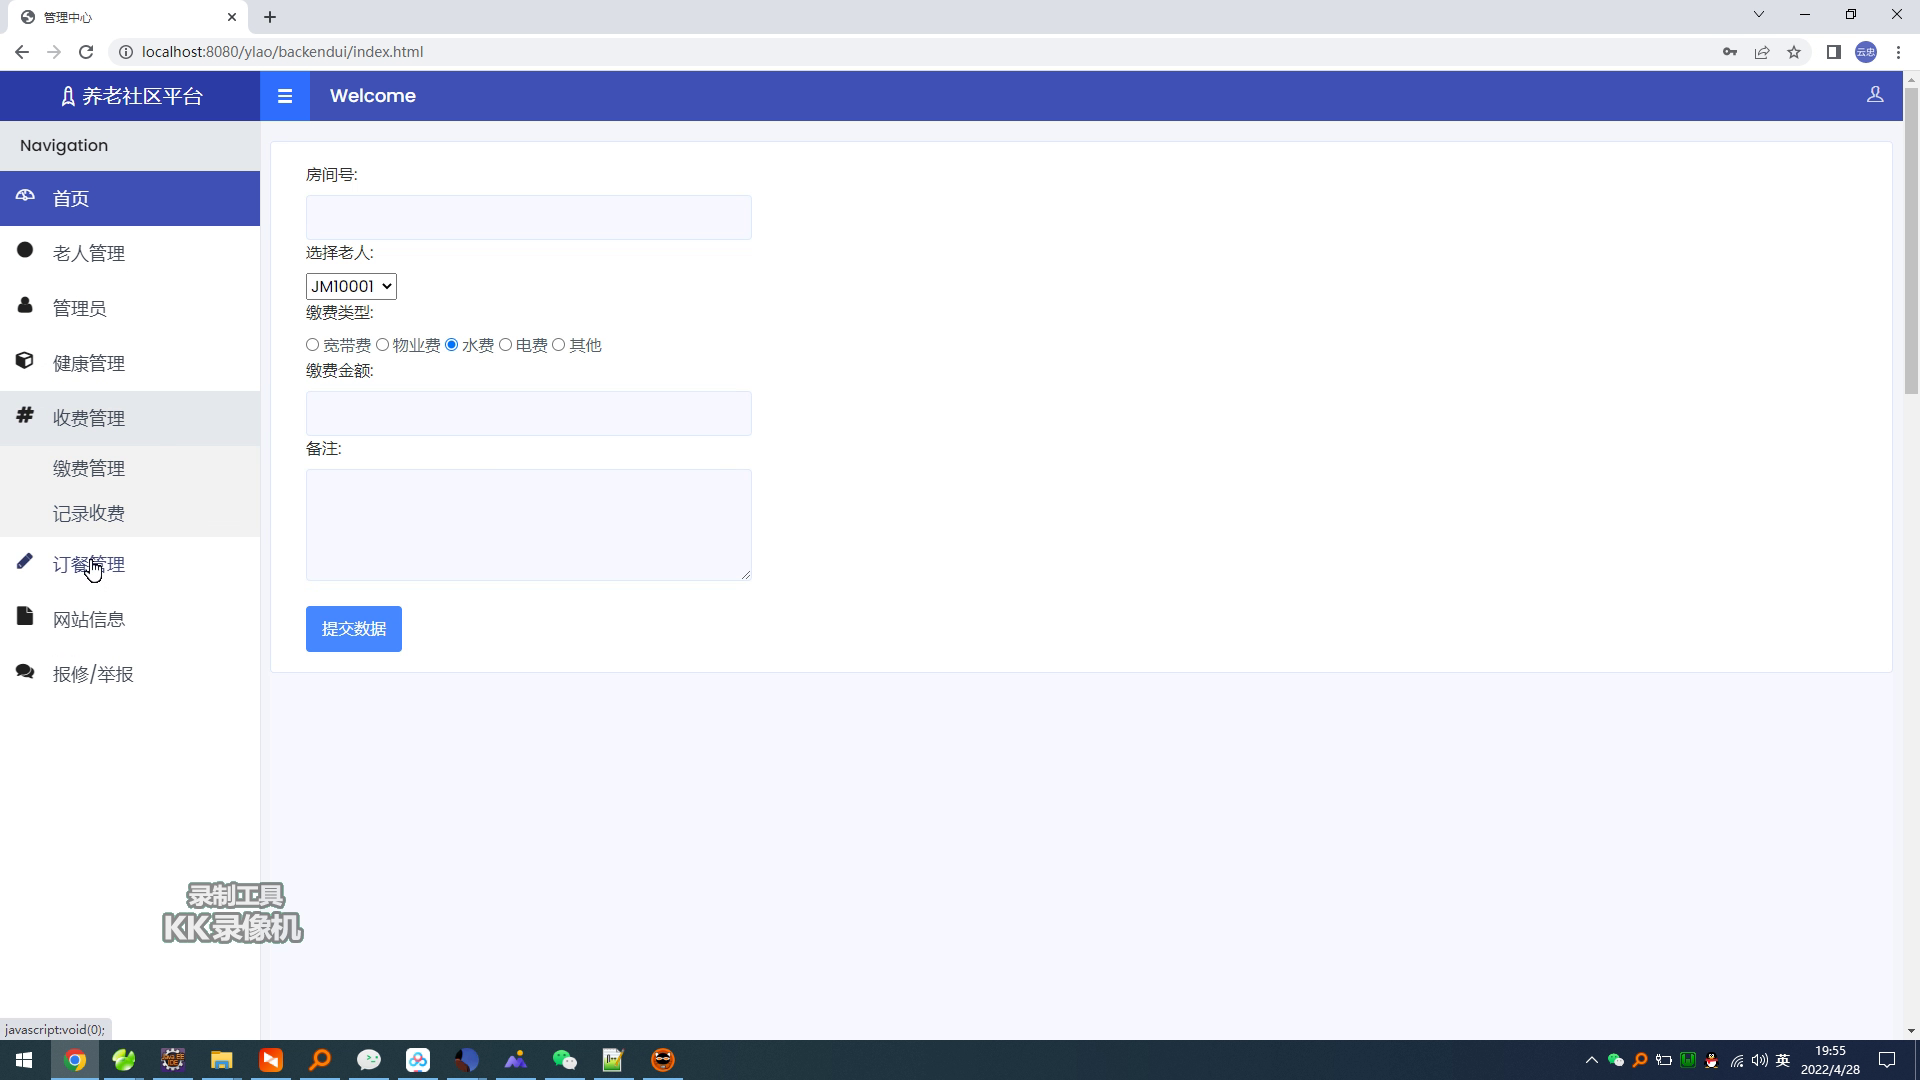 管理中心
localhost:8080/ylao/backendui/index.html
云忠
养老社区平台
Welcome
Navigation
首页
老人管理
管理员
健康管理
收费管理
缴费管理
记录收费
订餐管理
网站信息
报修/举报
房间号:
选择老人:
JM10001
缴费类型:
宽带费 物业费 水费 电费 其他
缴费金额:
备注:
提交数据
录制工具
KK录像机
javascript:void(0);
英
19:55
2022/4/28